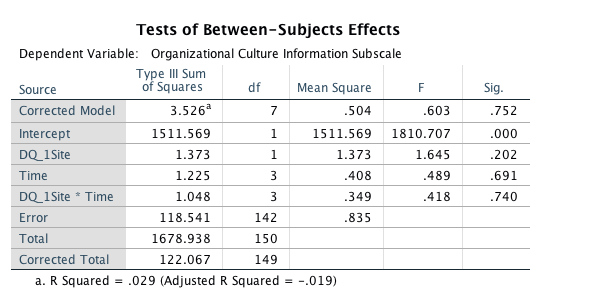 Tests of Between-Subjects Effects
Dependent Variable: Organizational Culture Information Subscale
Source Type III Sum of Squares df Mean Square F Sig.
Corrected Model 3.526a 7 .504 .603 .752
Intercept 1511.569 1 1511.569 1810.707 .000
DQ_1Site 1.373 1 1.373 1.645 .202
Time 1.225 3 .408 .489 .691
DQ_1Site * Time 1.048 3 .349 .418 .740
Error 118.541 142 .835
Total 1678.938 150
Corrected Total 122.067 149
a. R Squared = .029 (Adjusted R Squared = -.019)